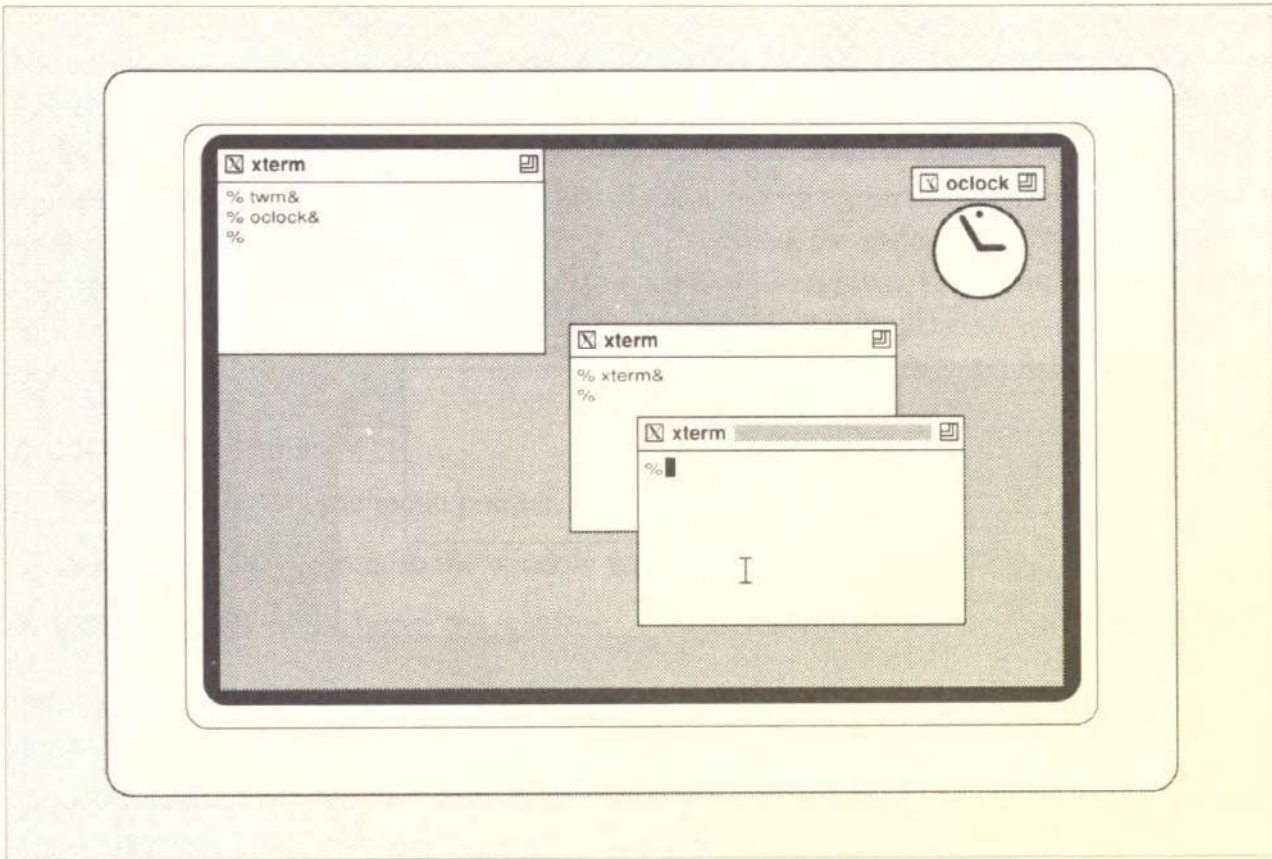 xterm
% twm&
% oclock&
%
oclock
xterm
% xterm&
%
xterm
%